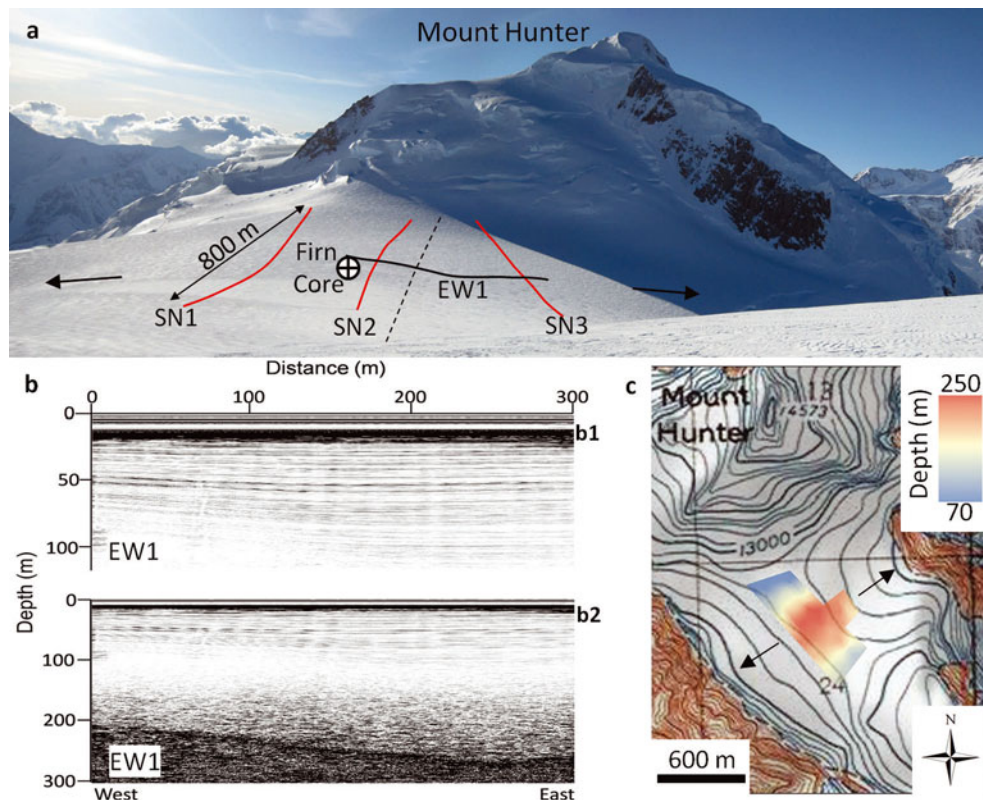 a
Mount Hunter
800 m
Firn
Core
EW1
SN1
SN2
SN3
b
Distance (m)
0 100 200 300
0
b1
50
100
EW1
0
b2
100
200
300
EW1
Depth (m)
West East
c
Mount
Hunter
13
14573
13000
24
250
Depth (m)
70
600 m
N